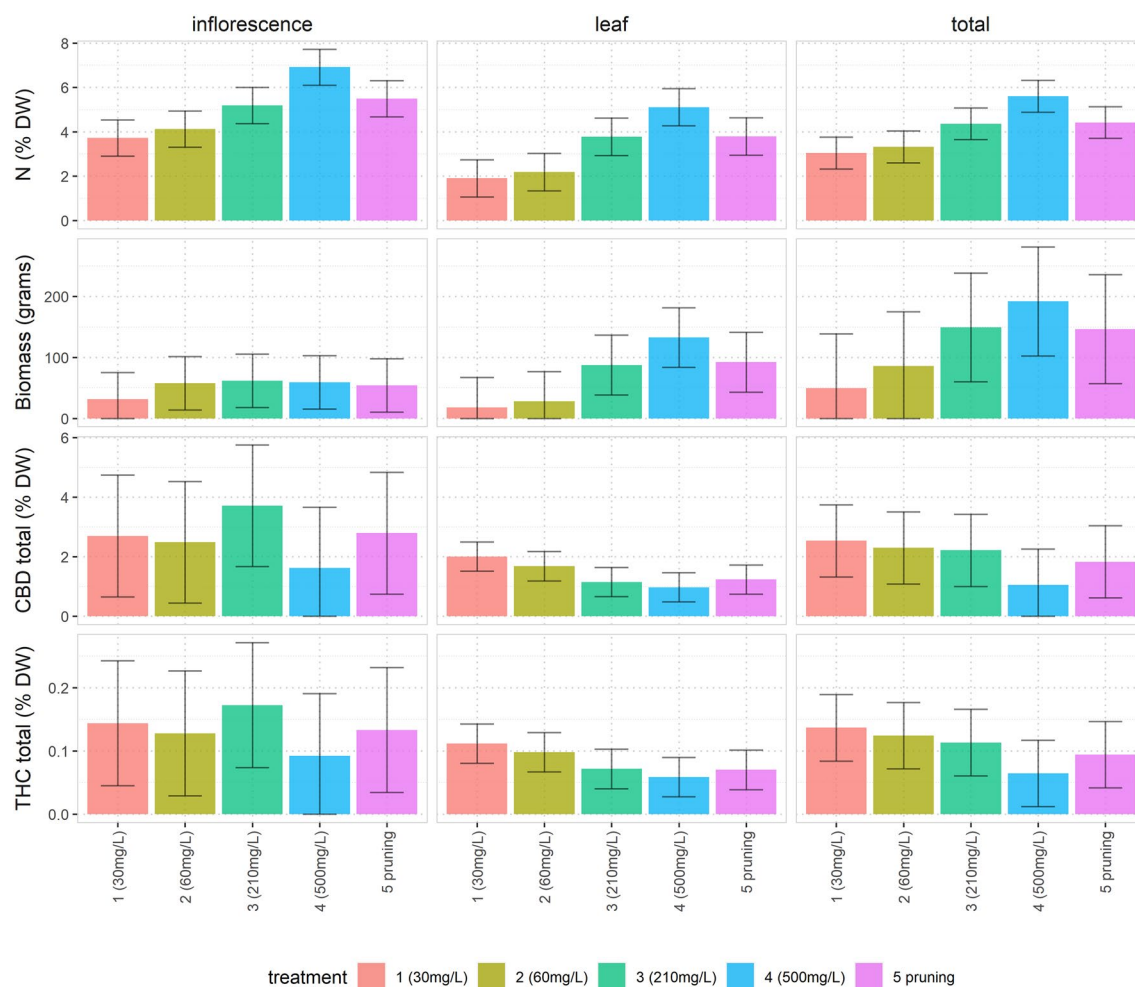 inflorescence leaf total
N (% DW)
8
6
4
2
0
Biomass (grams)
200
100
0
CBD total (% DW)
6
4
2
0
THC total (% DW)
0.2
0.1
0.0
1 (30mg/L) 2 (60mg/L) 3 (210mg/L) 4 (500mg/L) 5 pruning 1 (30mg/L) 2 (60mg/L) 3 (210mg/L) 4 (500mg/L) 5 pruning 1 (30mg/L) 2 (60mg/L) 3 (210mg/L) 4 (500mg/L) 5 pruning
treatment 1 (30mg/L) 2 (60mg/L) 3 (210mg/L) 4 (500mg/L) 5 pruning